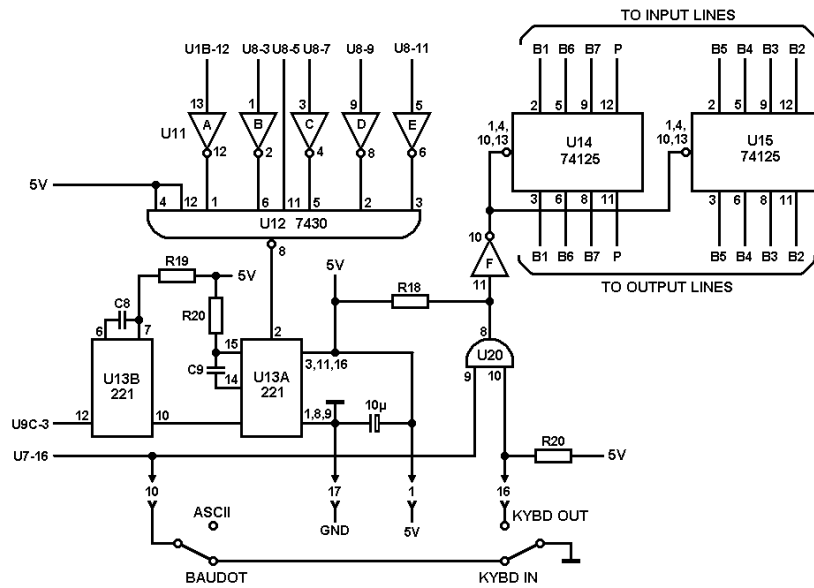 TO INPUT LINES
U1B-12 U8-3 U8-5 U8-7 U8-9 U8-11
B1 B6 B7 P B5 B4 B3 B2
13 1 3 9 5 2 5 9 12 2 5 9 12
U11 A B C D E
1,4, 10,13 U14 74125
1,4, 10,13 U15 74125
12 2 4 8 6
5V
4 12 1 6 11 5 2 3
3 6 8 11 3 6 8 11
U12 7430
10
B1 B6 B7 P B5 B4 B3 B2
8
F
TO OUTPUT LINES
R19 5V 5V R18 11
C8 R20
6 7 15 2 8
U20
U13B 221 C9 14 U13A 221 3,11,16 9 10
12 10 1,8,9 10µ
U9C-3
U7-16 R20 5V
10 17 1 16
ASCII GND 5V KYBD OUT
BAUDOT KYBD IN